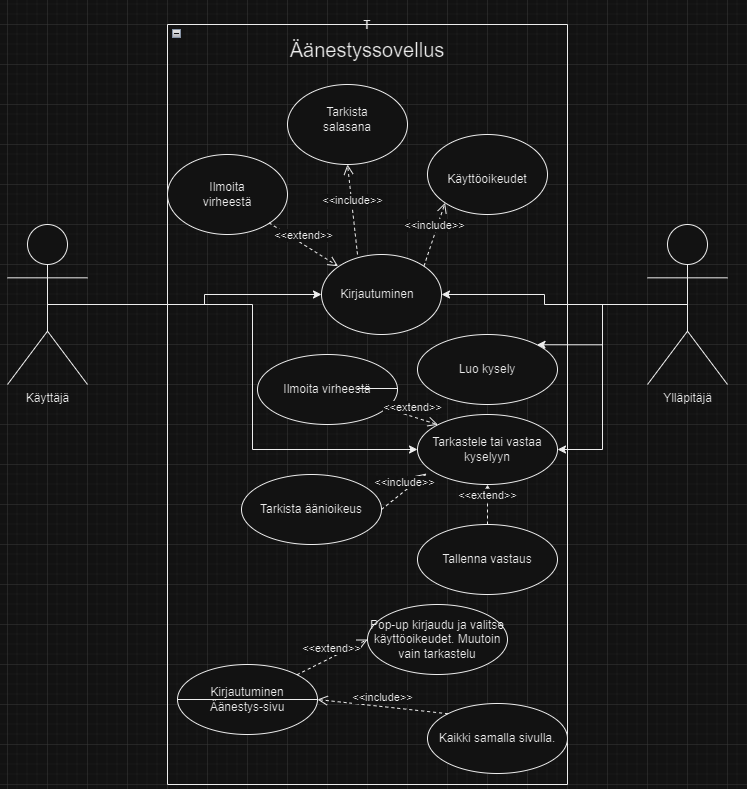 Äänestyssovellus
Tarkista
salasana
Käyttöoikeudet
Ilmoita
virheestä
<<include>>
<<include>>
<<extend>>
Kirjautuminen
Käyttäjä
Ylläpitäjä
Luo kysely
Ilmoita virheestä
<<extend>>
Tarkastele tai vastaa
kyselyyn
<<include>>
<<extend>>
Tarkista äänioikeus
Tallenna vastaus
Pop-up kirjaudu ja valitse
käyttöoikeudet. Muutoin
vain tarkastelu
<<extend>>
Kirjautuminen
Äänestys-sivu
<<include>>
Kaikki samalla sivulla.